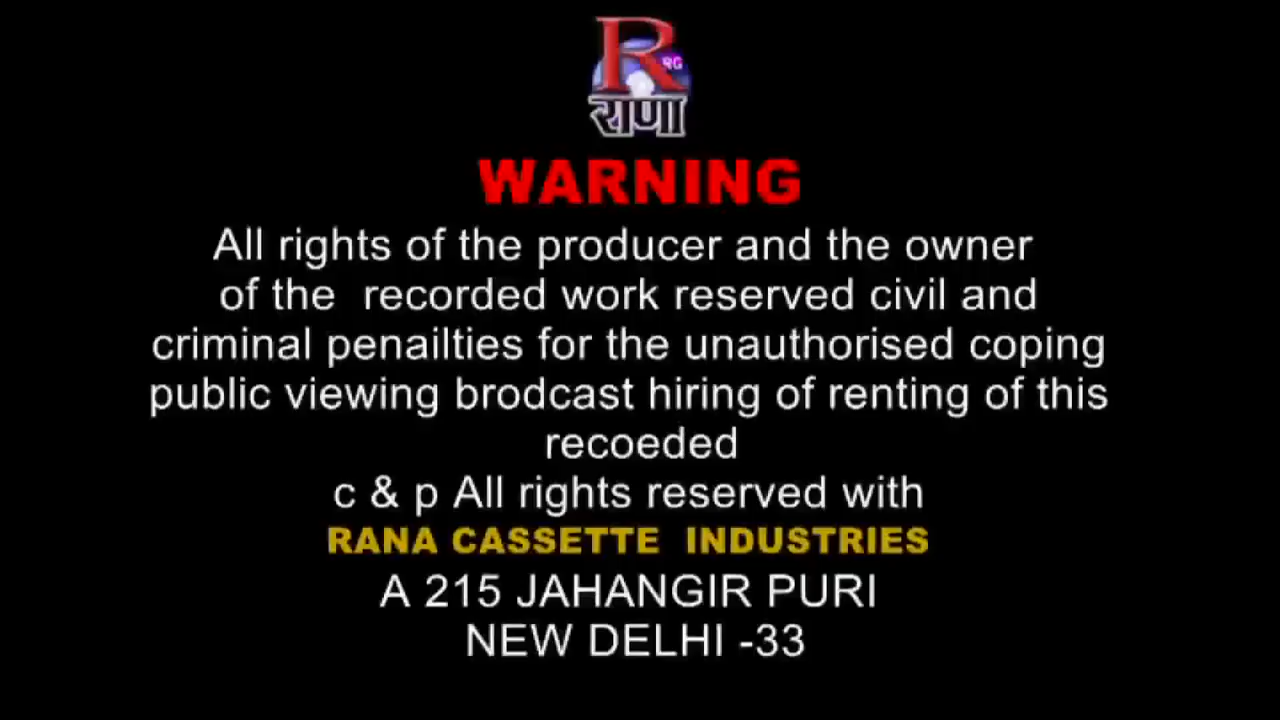 R
RG
राणा
WARNING
All rights of the producer and the owner
of the recorded work reserved civil and
criminal penailties for the unauthorised coping
public viewing brodcast hiring of renting of this
recoeded
c & p All rights reserved with
RANA CASSETTE INDUSTRIES
A 215 JAHANGIR PURI
NEW DELHI -33